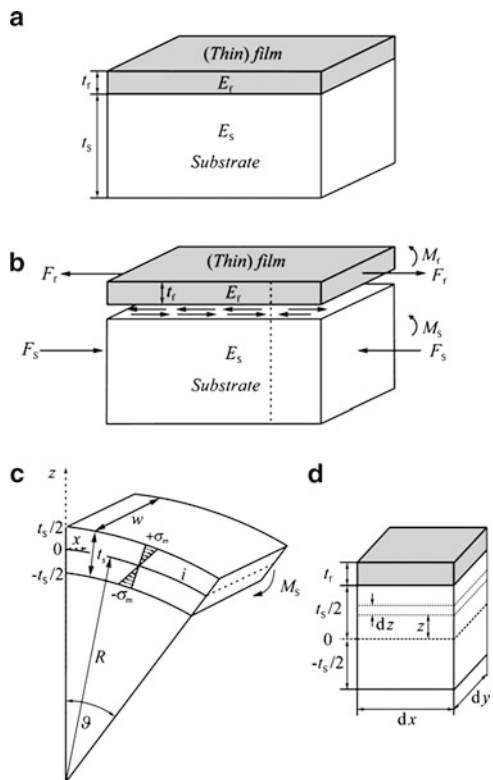 a
(Thin) film
t_f
E_f
t_s
E_s
Substrate
b
(Thin) film
M_f
F_f
F_f
t_f
E_f
M_s
F_s
E_s
F_s
Substrate
c
d
z
t_s/2
x
w
0
t_s
+σ_m
-t_s/2
i
-σ_m
M_s
R
ϑ
t_f
t_s/2
dz
z
0
-t_s/2
dx
dy